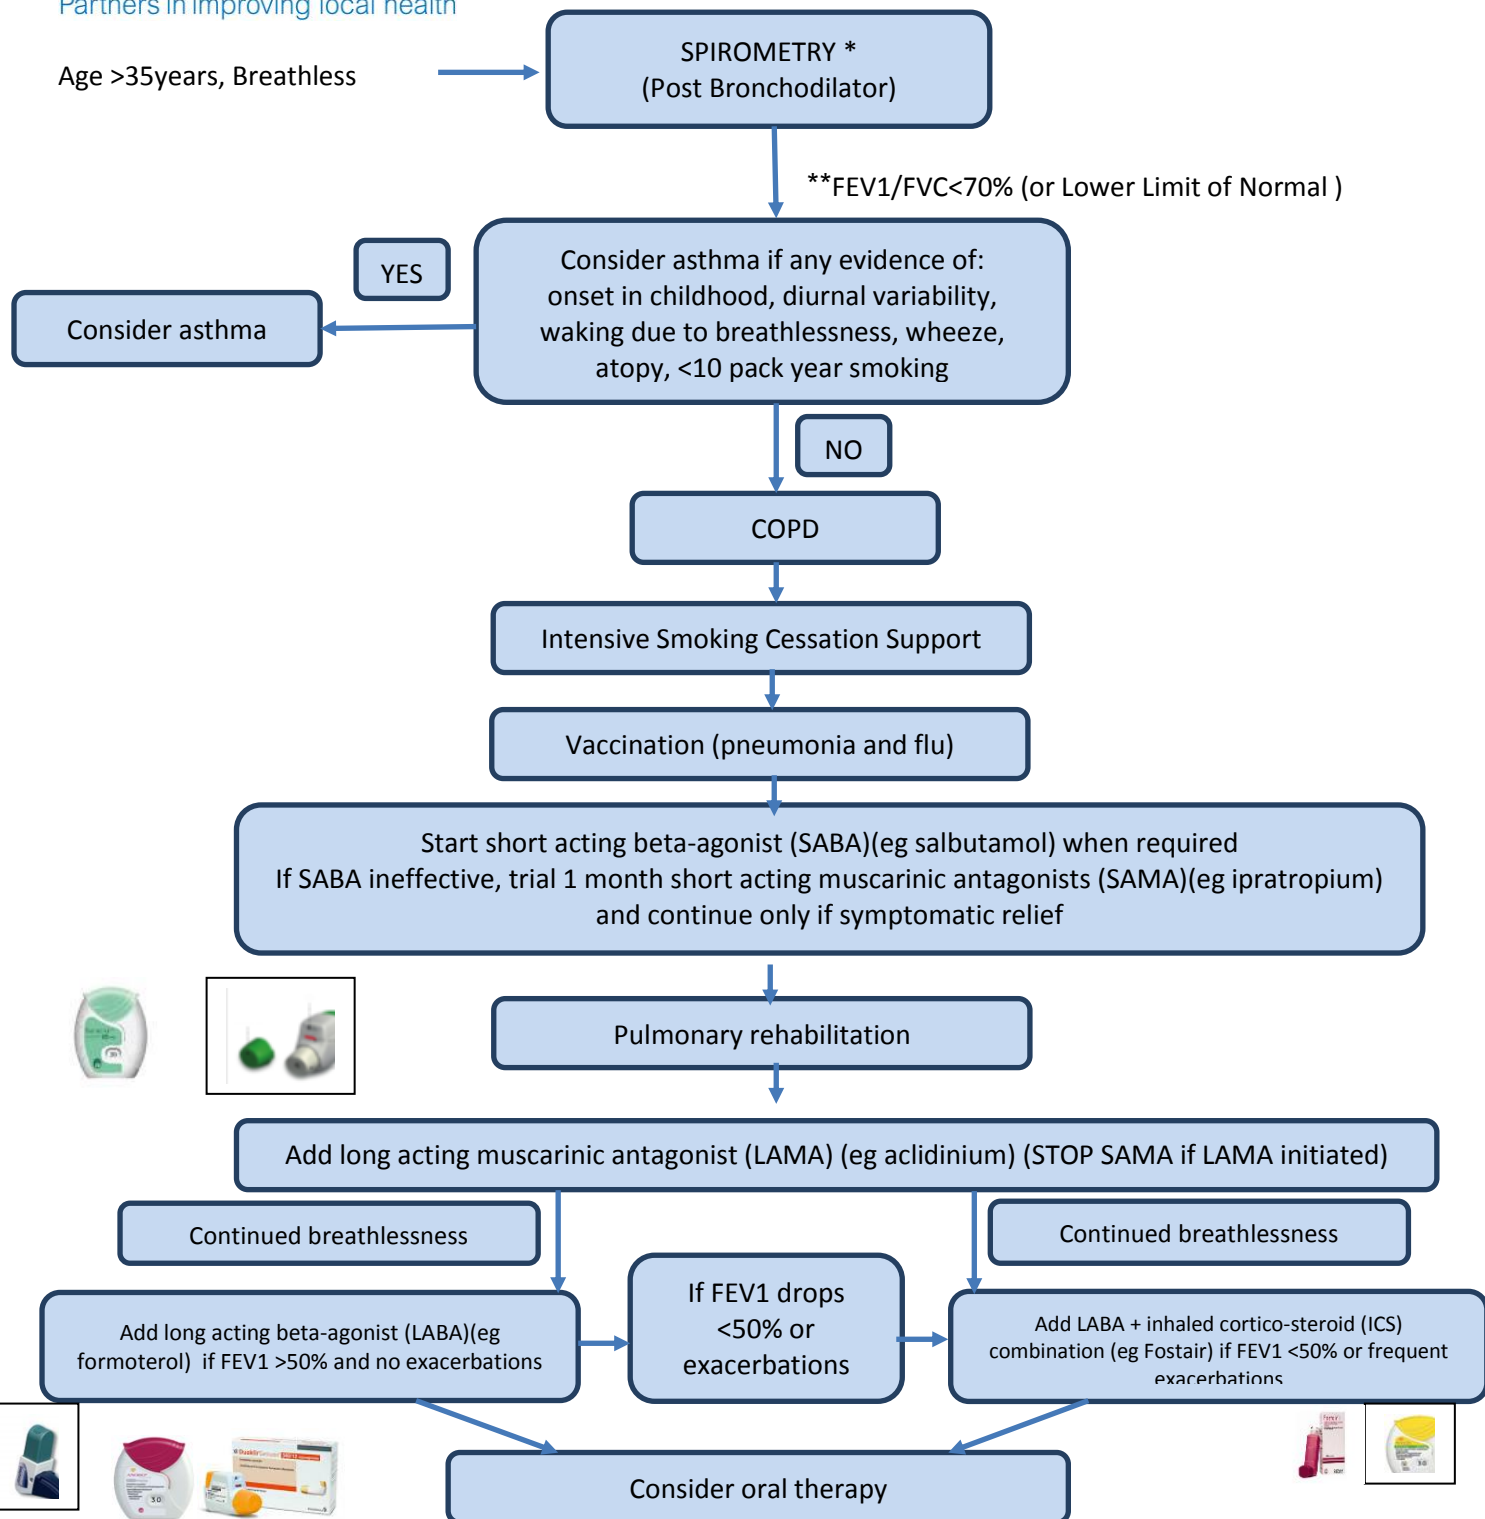 Partners in improving local health
Age >35years, Breathless
SPIROMETRY *
(Post Bronchodilator)
**FEV1/FVC<70% (or Lower Limit of Normal )
YES
Consider asthma if any evidence of:
onset in childhood, diurnal variability,
waking due to breathlessness, wheeze,
atopy, <10 pack year smoking
Consider asthma
NO
COPD
Intensive Smoking Cessation Support
Vaccination (pneumonia and flu)
Start short acting beta-agonist (SABA)(eg salbutamol) when required
If SABA ineffective, trial 1 month short acting muscarinic antagonists (SAMA)(eg ipratropium)
and continue only if symptomatic relief
Pulmonary rehabilitation
Add long acting muscarinic antagonist (LAMA) (eg aclidinium) (STOP SAMA if LAMA initiated)
Continued breathlessness
Continued breathlessness
If FEV1 drops
<50% or
exacerbations
Add long acting beta-agonist (LABA)(eg
formoterol) if FEV1 >50% and no exacerbations
Add LABA + inhaled cortico-steroid (ICS)
combination (eg Fostair) if FEV1 <50% or frequent
exacerbations
Duaklir
30
30
Consider oral therapy